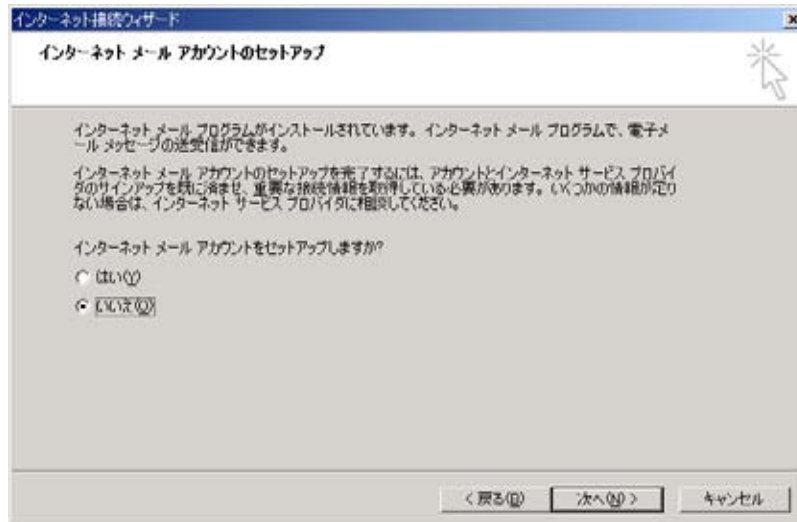 インターネット接続ウィザード
インターネット メール アカウントのセットアップ
インターネット メール プログラムがインストールされています。インターネット メール プログラムで、電子メ
ール メッセージの送受信ができます。
インターネット メール アカウントのセットアップを完了するには、アカウントとインターネット サービス プロバイ
ダのサインアップを既に済ませ、重要な接続情報を取得している必要があります。いくつかの情報が足り
ない場合は、インターネット サービス プロバイダに相談してください。
インターネット メール アカウントをセットアップしますか?
はい(Y)
いいえ(O)
< 戻る(B)
次へ(N) >
キャンセル